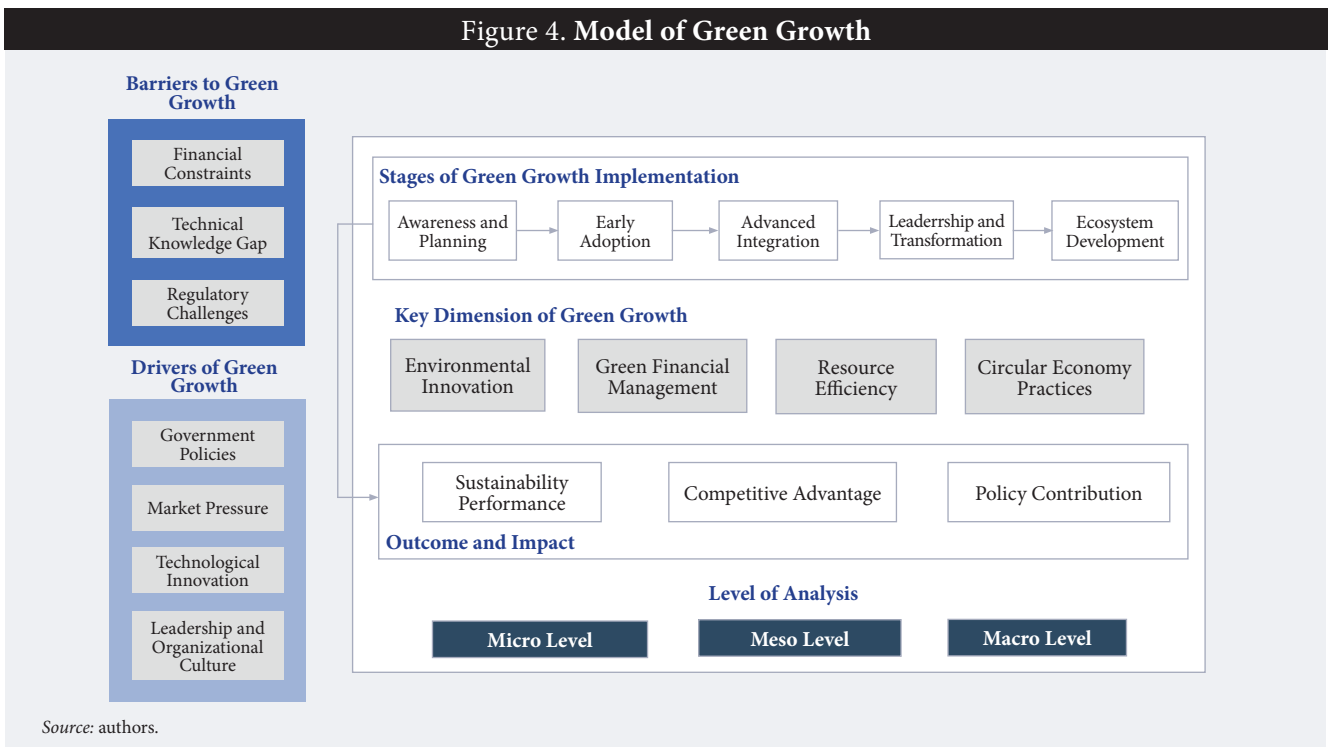 Figure 4. Model of Green Growth
Barriers to Green
Growth
Financial
Constraints
Technical
Knowledge Gap
Regulatory
Challenges
Drivers of Green
Growth
Government
Policies
Market Pressure
Technological
Innovation
Leadership and
Organizational
Culture
Stages of Green Growth Implementation
Awareness and
Planning
Early
Adoption
Advanced
Integration
Leaderrship and
Transformation
Ecosystem
Development
Key Dimension of Green Growth
Environmental
Innovation
Green Financial
Management
Resource
Efficiency
Circular Economy
Practices
Sustainability
Performance
Competitive Advantage
Policy Contribution
Outcome and Impact
Level of Analysis
Micro Level
Meso Level
Macro Level
Source: authors.